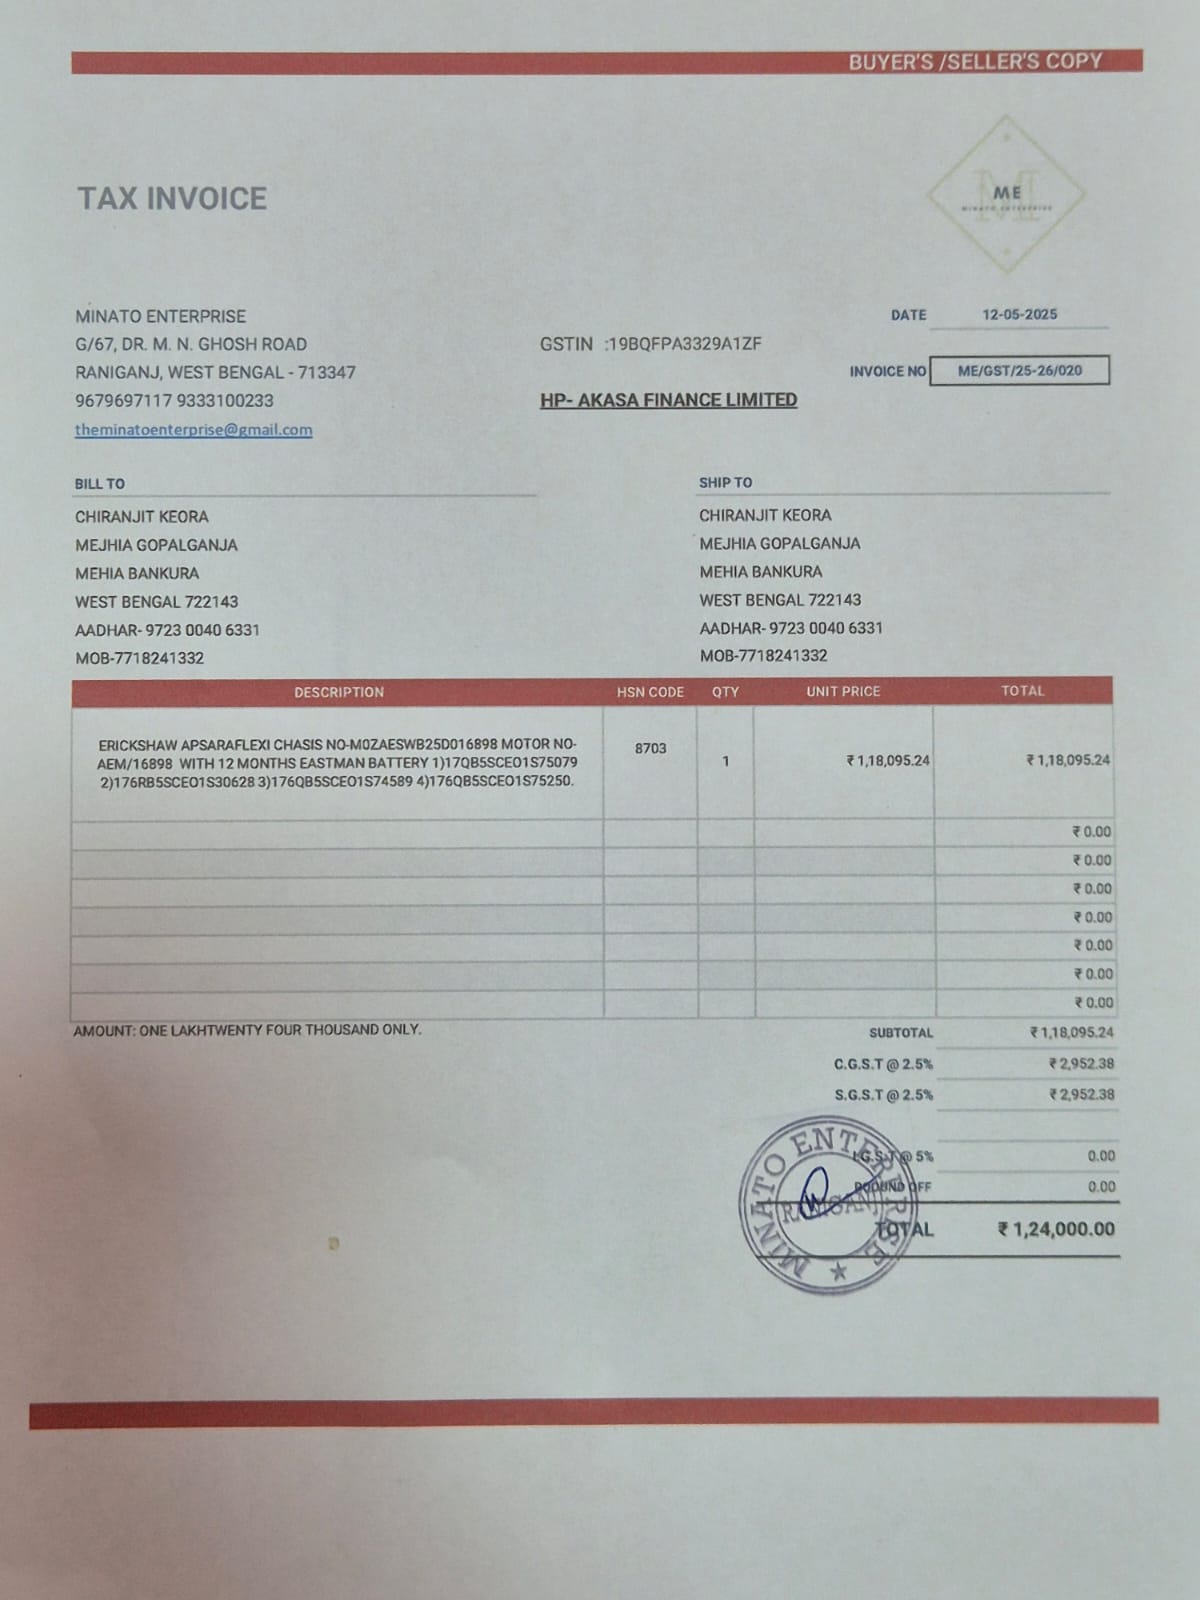 BUYER'S /SELLER'S COPY
ME
MINATO ENTERPRISE
TAX INVOICE
MINATO ENTERPRISE
G/67, DR. M. N. GHOSH ROAD
RANIGANJ, WEST BENGAL - 713347
9679697117 9333100233
theminatoenterprise@gmail.com
GSTIN :19BQFPA3329A1ZF
HP- AKASA FINANCE LIMITED
DATE 12-05-2025
INVOICE NO ME/GST/25-26/020
BILL TO
CHIRANJIT KEORA
MEJHIA GOPALGANJA
MEHIA BANKURA
WEST BENGAL 722143
AADHAR- 9723 0040 6331
MOB-7718241332
SHIP TO
CHIRANJIT KEORA
MEJHIA GOPALGANJA
MEHIA BANKURA
WEST BENGAL 722143
AADHAR- 9723 0040 6331
MOB-7718241332
DESCRIPTION HSN CODE QTY UNIT PRICE TOTAL
ERICKSHAW APSARAFLEXI CHASIS NO-M0ZAESWB25D016898 MOTOR NO-
AEM/16898 WITH 12 MONTHS EASTMAN BATTERY 1)17QB5SCEO1S75079
2)176RB5SCEO1S30628 3)176QB5SCEO1S74589 4)176QB5SCEO1S75250.
8703 1 ₹ 1,18,095.24 ₹ 1,18,095.24
₹ 0.00
₹ 0.00
₹ 0.00
₹ 0.00
₹ 0.00
₹ 0.00
₹ 0.00
AMOUNT: ONE LAKHTWENTY FOUR THOUSAND ONLY.
SUBTOTAL ₹ 1,18,095.24
C.G.S.T @ 2.5% ₹ 2,952.38
S.G.S.T @ 2.5% ₹ 2,952.38
I.G.S.T @ 5% 0.00
ROUND OFF 0.00
TOTAL ₹ 1,24,000.00
MINATO ENTERPRISE
RANIGANJ